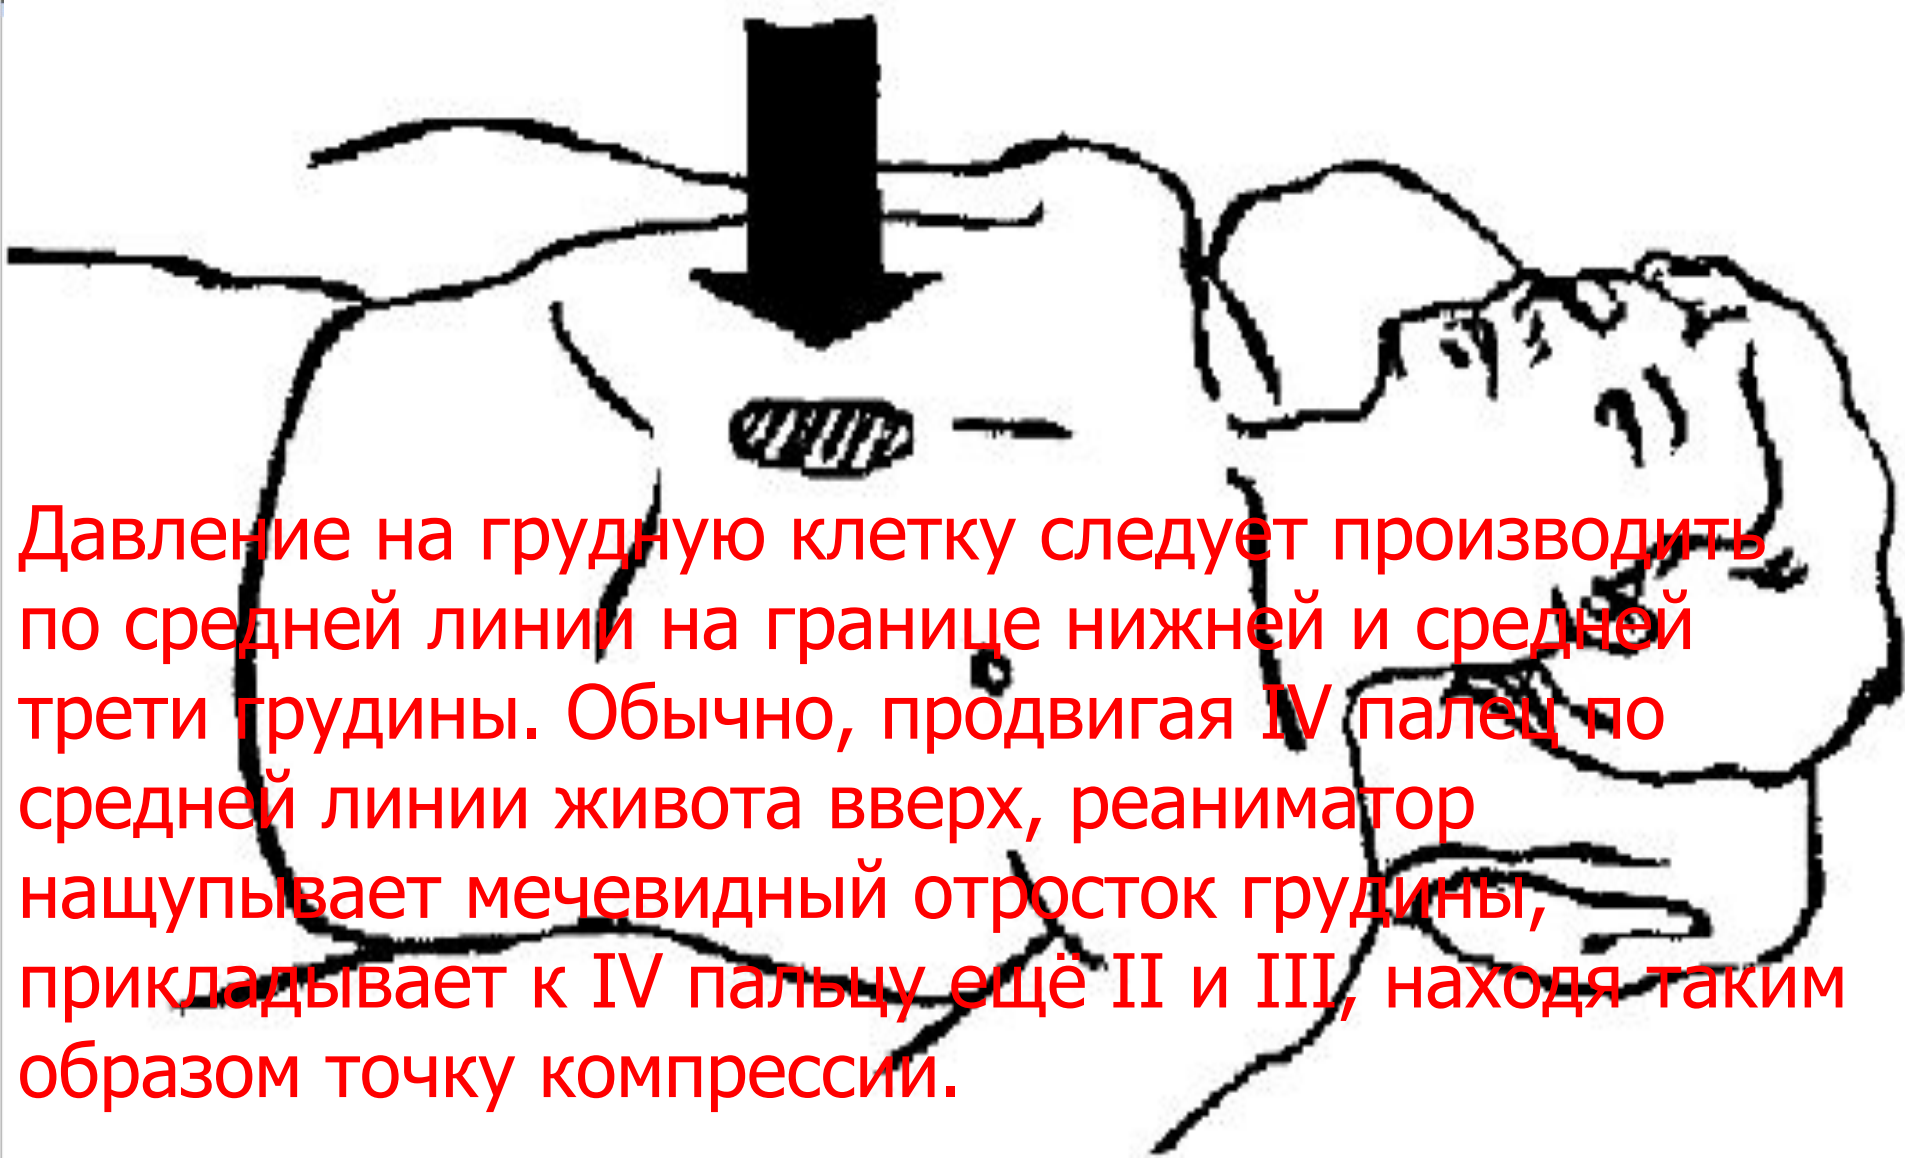 Давление на грудную клетку следует производить
по средней линии на границе нижней и средней
трети грудины. Обычно, продвигая IV палец по
средней линии живота вверх, реаниматор
нащупывает мечевидный отросток грудины,
прикладывает к IV пальцу ещё II и III, находя таким
образом точку компрессии.